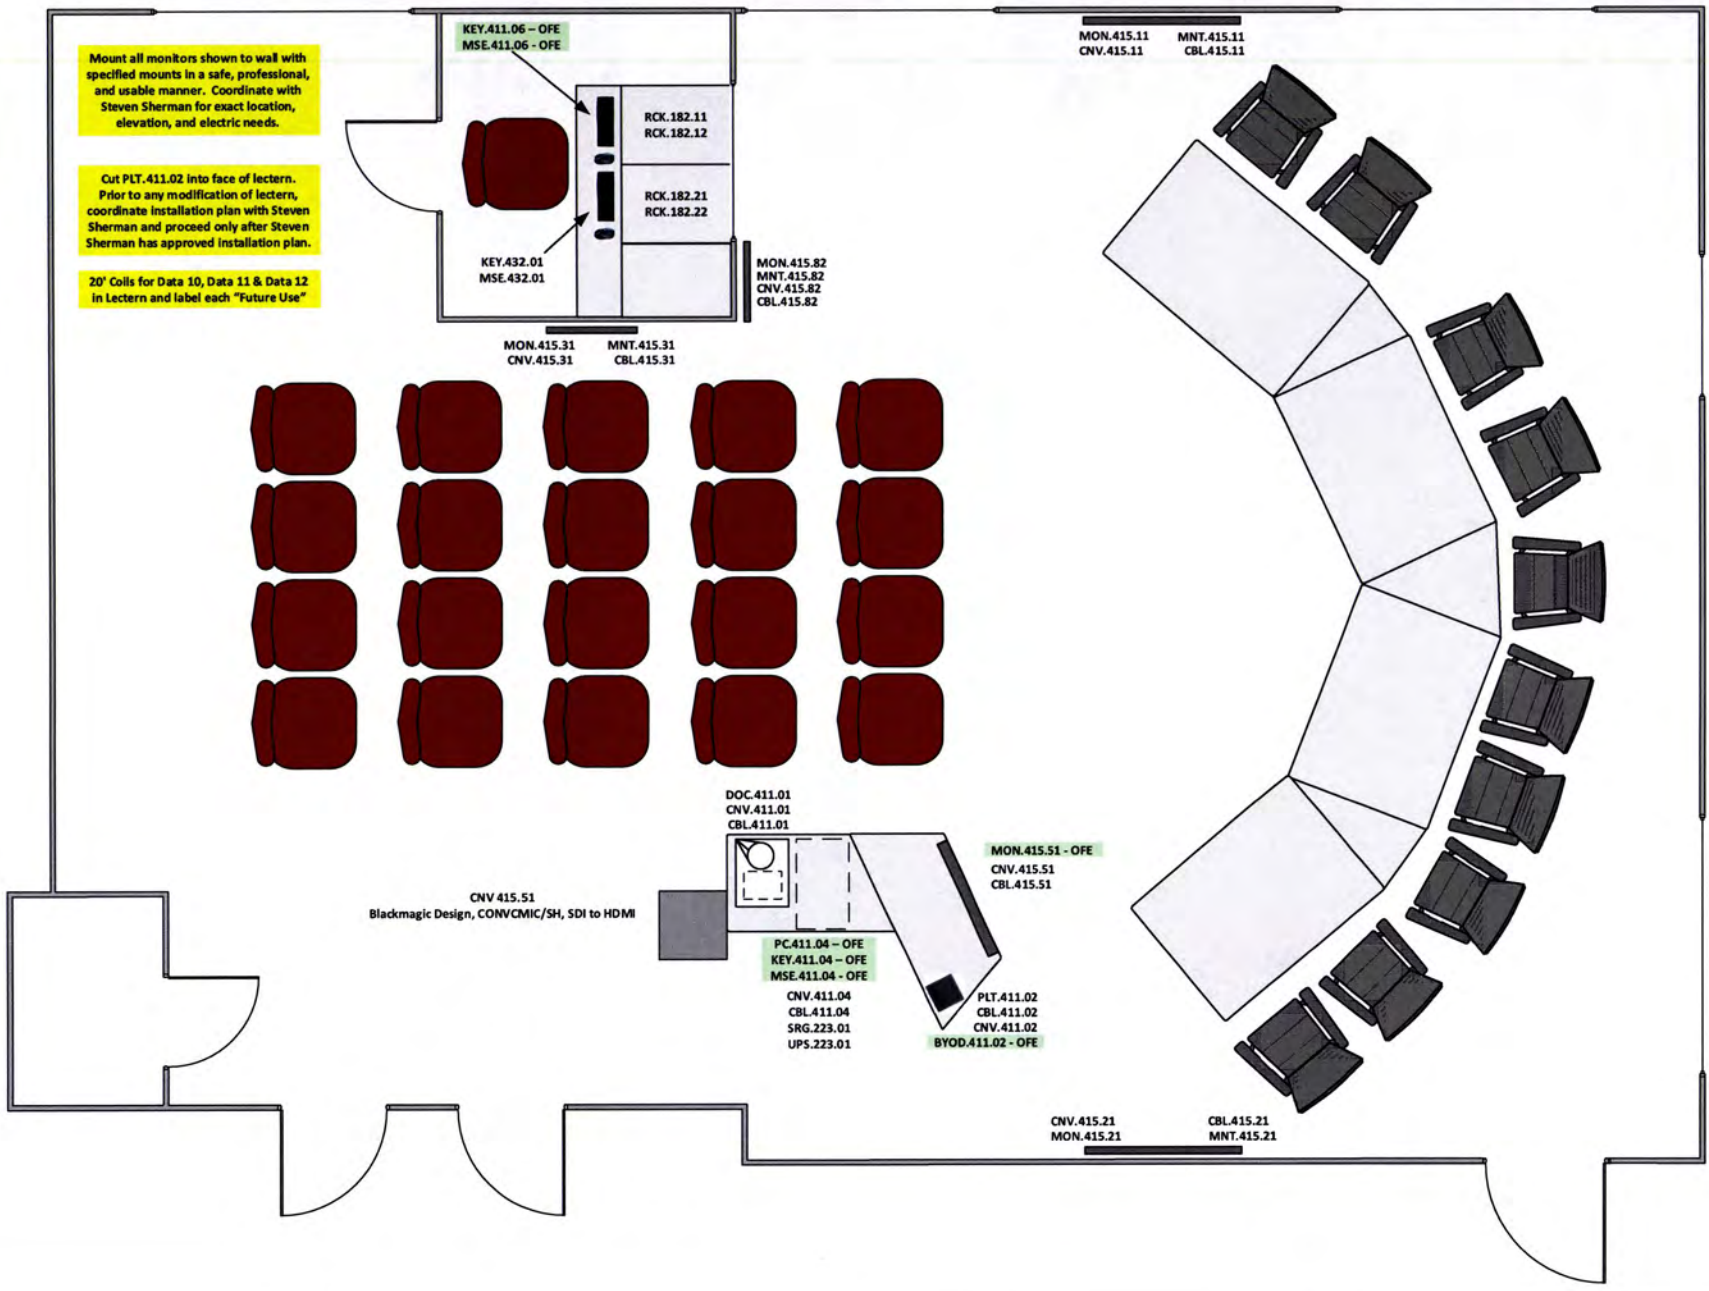 KEY.411.06 – OFE
MSE.411.06 - OFE
MON.415.11 MNT.415.11
CNV.415.11 CBL.415.11
Mount all monitors shown to wall with
specified mounts in a safe, professional,
and usable manner. Coordinate with
Steven Sherman for exact location,
elevation, and electric needs.
RCK.182.11
RCK.182.12
Cut PLT.411.02 into face of lectern.
Prior to any modification of lectern,
coordinate installation plan with Steven
Sherman and proceed only after Steven
Sherman has approved installation plan.
RCK.182.21
RCK.182.22
KEY.432.01
MSE.432.01
20' Coils for Data 10, Data 11 & Data 12
in Lectern and label each "Future Use"
MON.415.82
MNT.415.82
CNV.415.82
CBL.415.82
MON.415.31 MNT.415.31
CNV.415.31 CBL.415.31
DOC.411.01
CNV.411.01
CBL.411.01
MON.415.51 - OFE
CNV.415.51
CBL.415.51
CNV 415.51
Blackmagic Design, CONVCMIC/SH, SDI to HDMI
PC.411.04 – OFE
KEY.411.04 – OFE
MSE.411.04 - OFE
CNV.411.04
CBL.411.04
SRG.223.01
UPS.223.01
PLT.411.02
CBL.411.02
CNV.411.02
BYOD.411.02 - OFE
CNV.415.21 CBL.415.21
MON.415.21 MNT.415.21